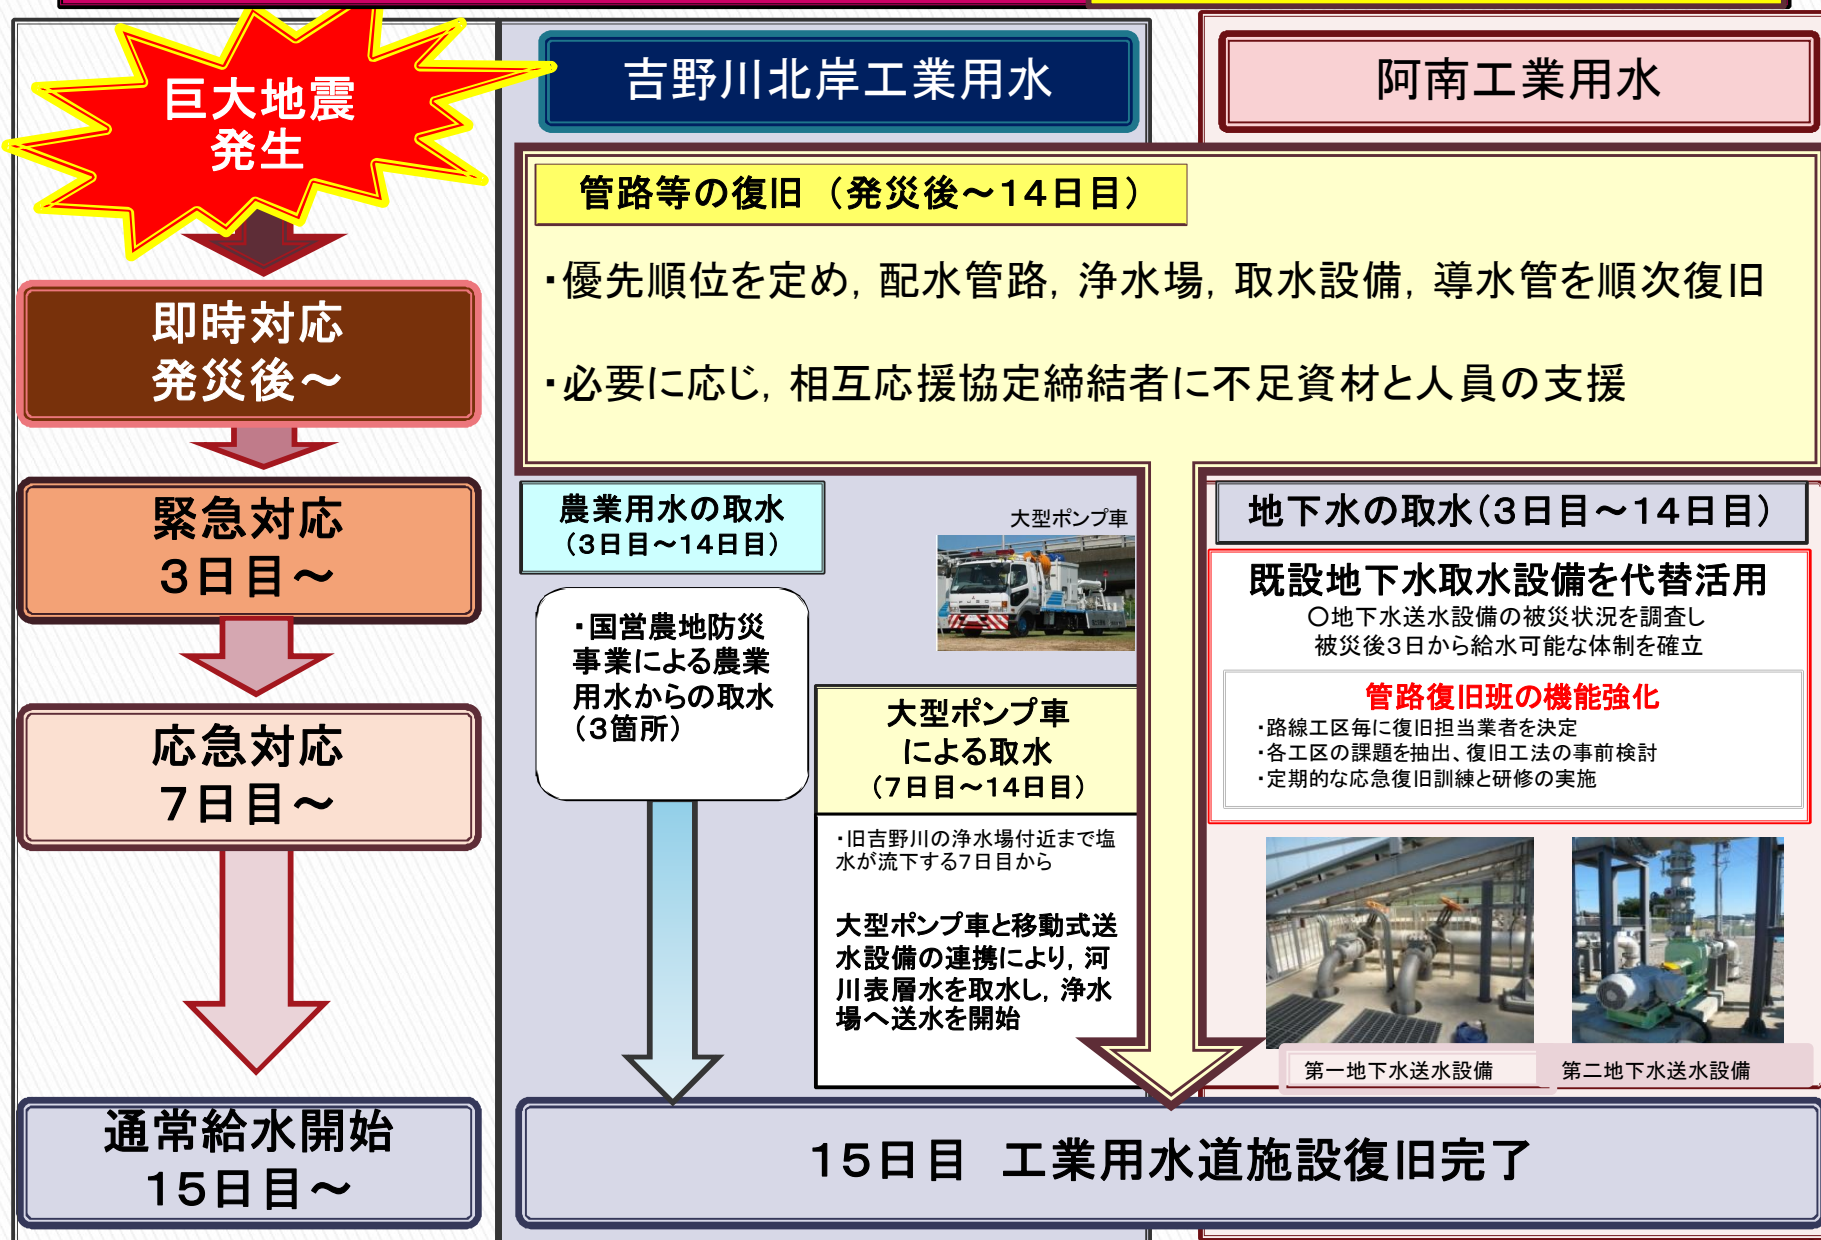 巨大地震
発生
吉野川北岸工業用水
阿南工業用水
管路等の復旧（発災後～14日目）
・優先順位を定め，配水管路，浄水場，取水設備，導水管を順次復旧
・必要に応じ，相互応援協定締結者に不足資材と人員の支援
即時対応
発災後～
緊急対応
3日目～
応急対応
7日目～
通常給水開始
15日目～
農業用水の取水
（3日目～14日目）
・国営農地防災
事業による農業
用水からの取水
（3箇所）
大型ポンプ車
大型ポンプ車
による取水
（7日目～14日目）
・旧吉野川の浄水場付近まで塩
水が流下する7日目から
大型ポンプ車と移動式送
水設備の連携により，河
川表層水を取水し，浄水
場へ送水を開始
地下水の取水（3日目～14日目）
既設地下水取水設備を代替活用
○地下水送水設備の被災状況を調査し
被災後3日から給水可能な体制を確立
管路復旧班の機能強化
・路線工区毎に復旧担当業者を決定
・各工区の課題を抽出、復旧工法の事前検討
・定期的な応急復旧訓練と研修の実施
第一地下水送水設備
第二地下水送水設備
15日目　工業用水道施設復旧完了